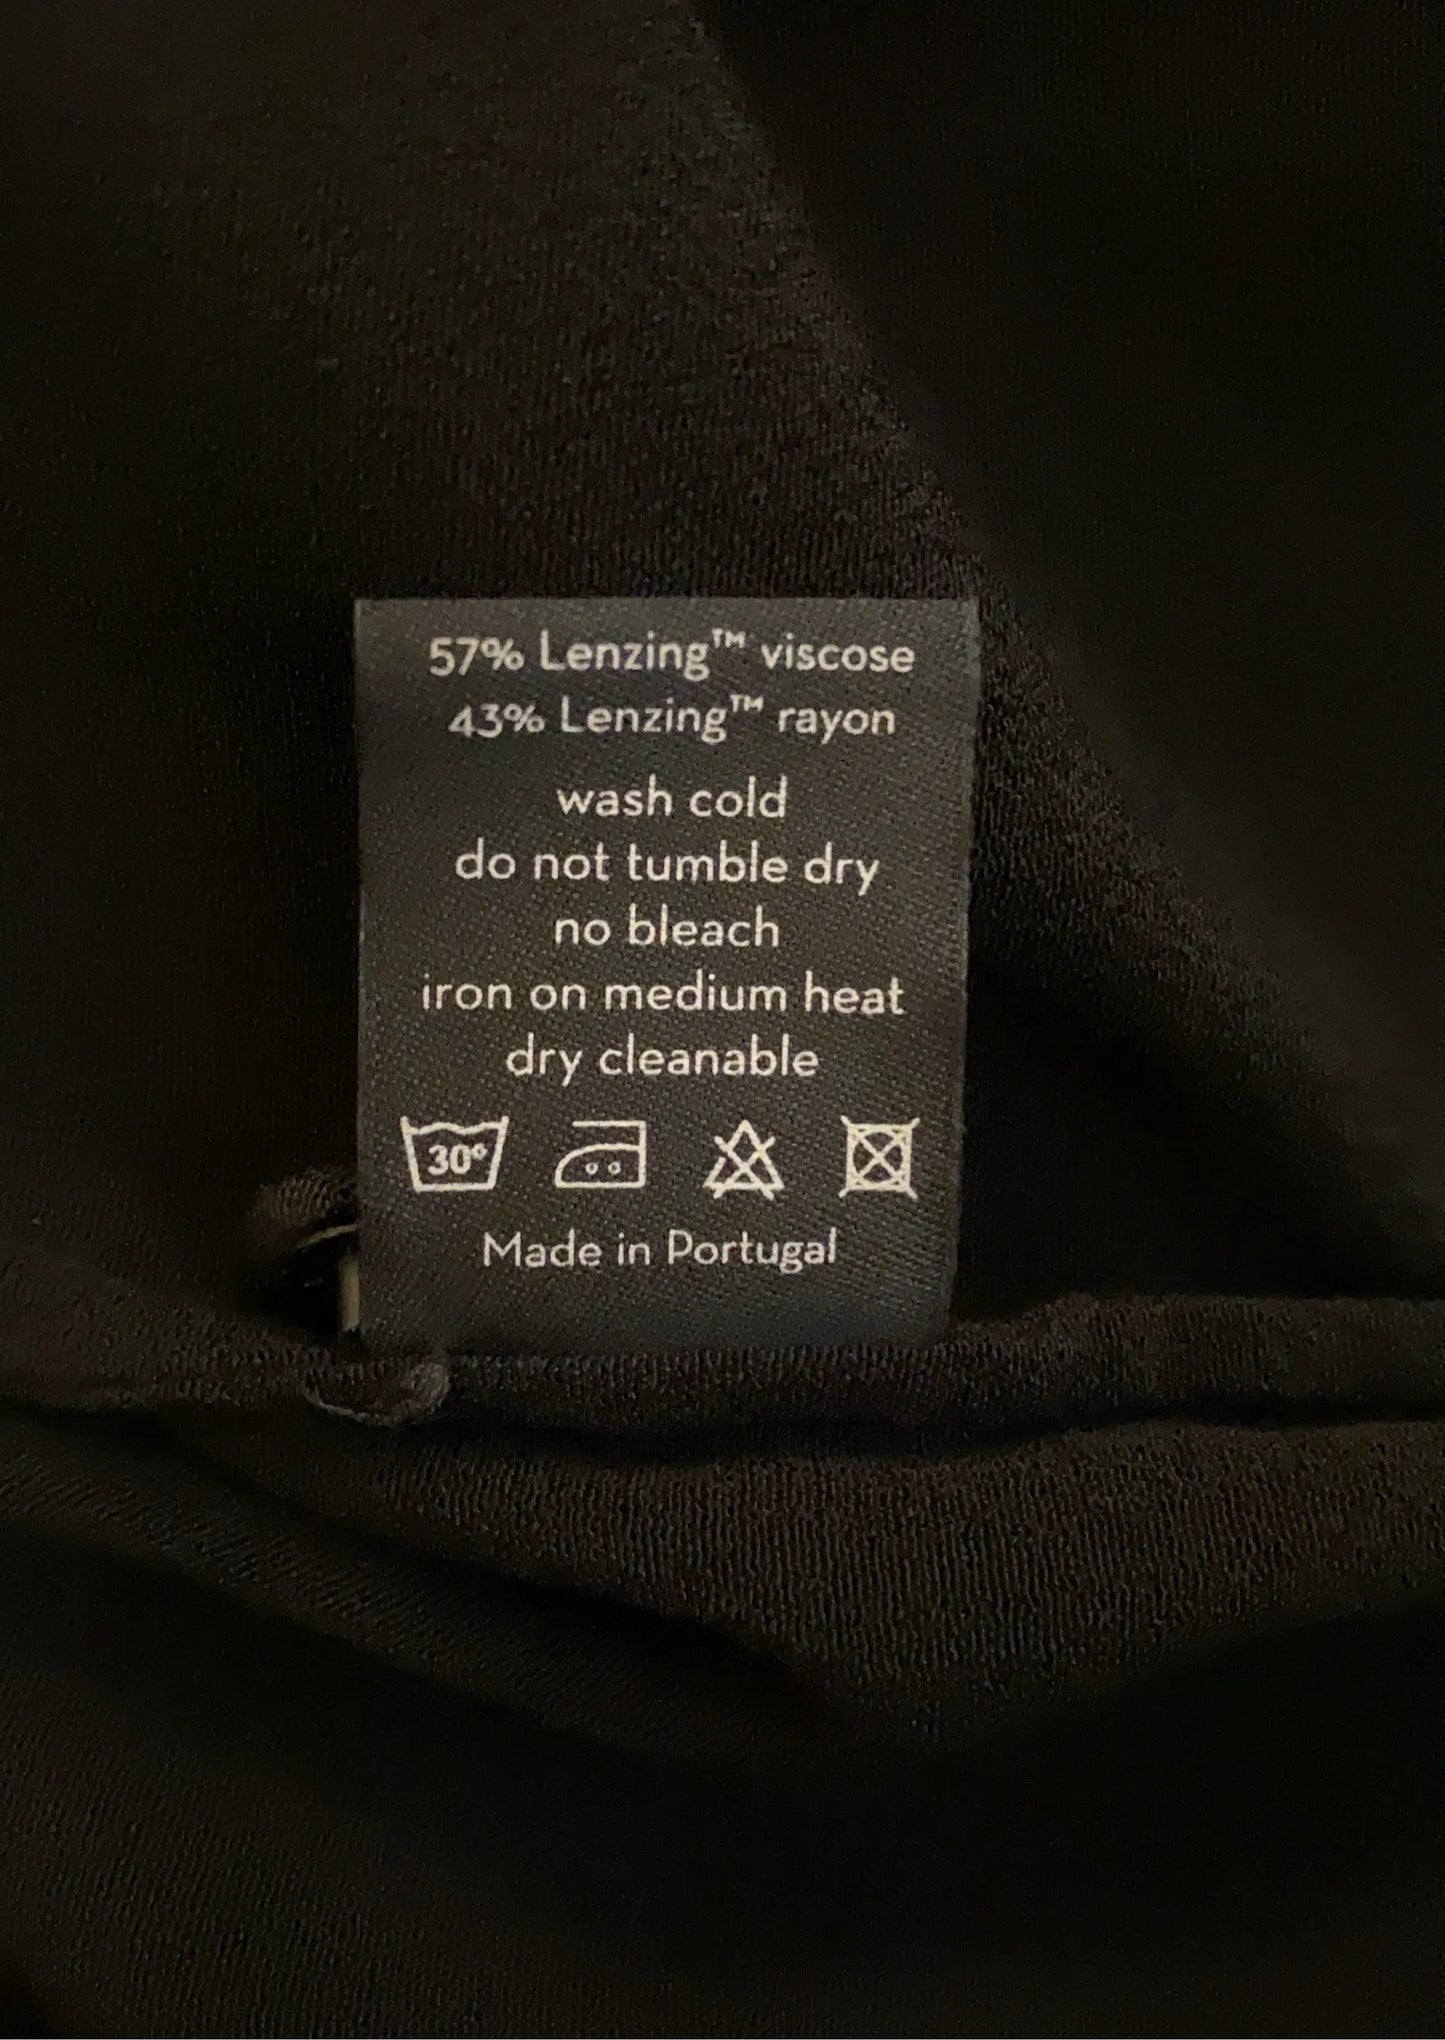 57% Lenzing™ viscose
43% Lenzing™ rayon
wash cold
do not tumble dry
no bleach
iron on medium heat
dry cleanable
30°
Made in Portugal